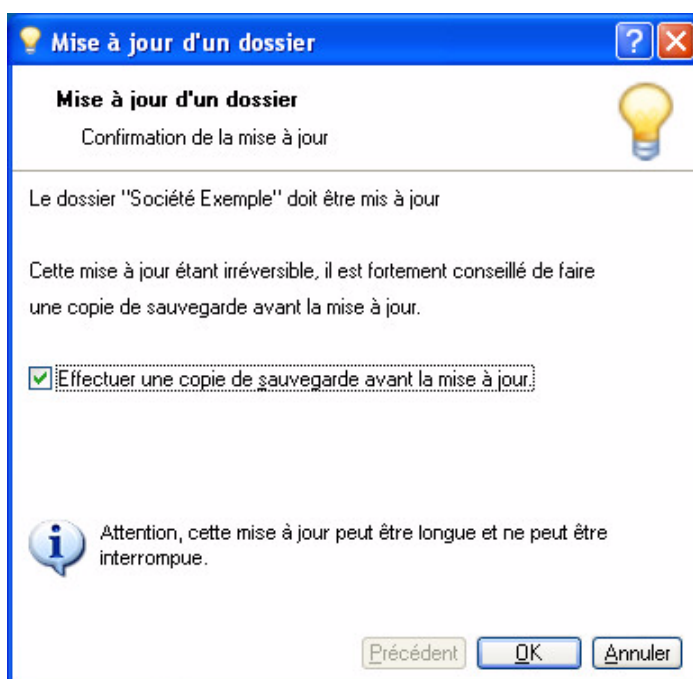 Mise à jour d'un dossier
Mise à jour d'un dossier
Confirmation de la mise à jour
Le dossier "Société Exemple" doit être mis à jour
Cette mise à jour étant irréversible, il est fortement conseillé de faire
une copie de sauvegarde avant la mise à jour.
Effectuer une copie de sauvegarde avant la mise à jour.
Attention, cette mise à jour peut être longue et ne peut être
interrompue.
Précédent OK Annuler